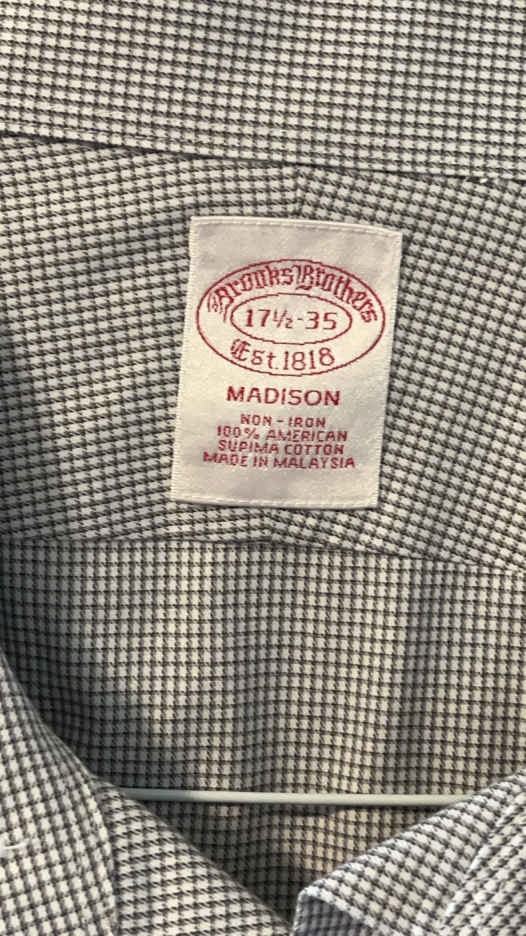 Brooks Brothers
17½-35
Est.1818
MADISON
NON-IRON
100% AMERICAN
SUPIMA COTTON
MADE IN MALAYSIA